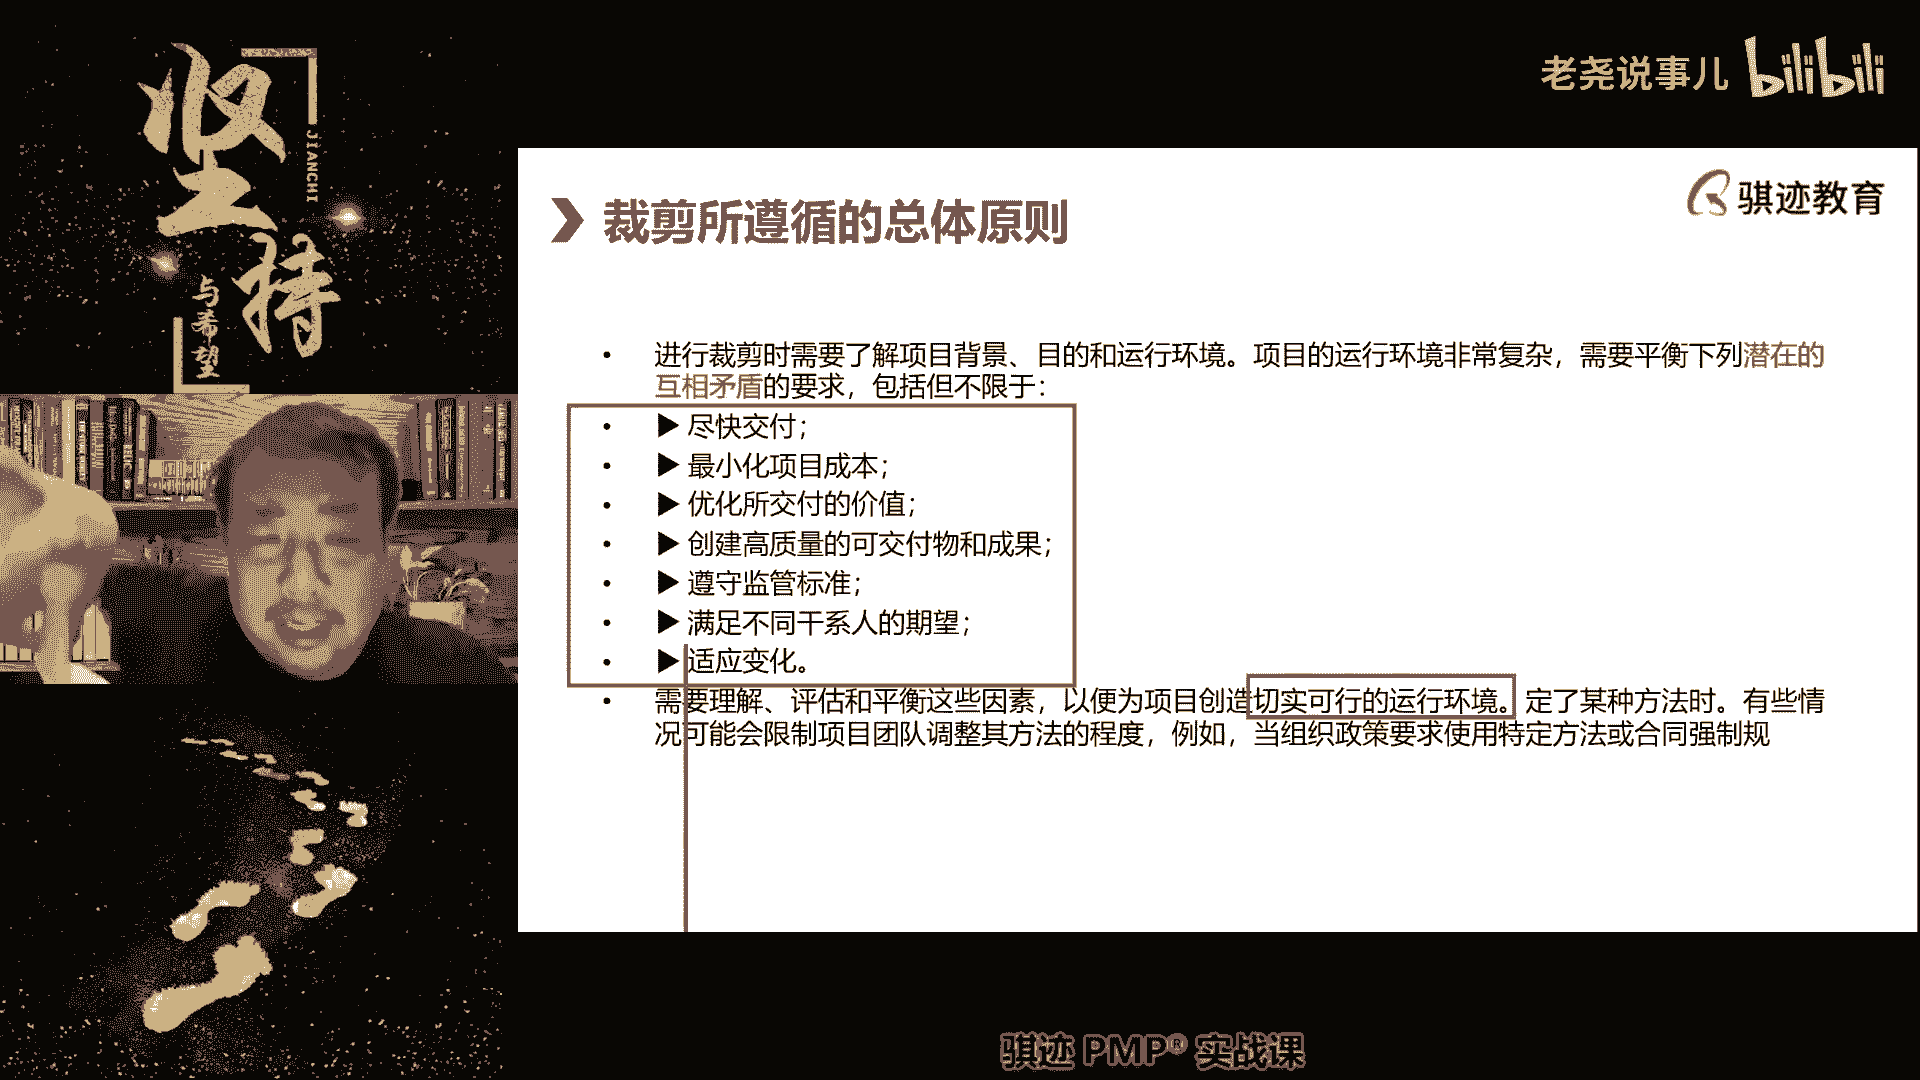 坚持
JIANCHI
与希望
老尧说事儿 bilibili
骐迹教育
裁剪所遵循的总体原则
• 进行裁剪时需要了解项目背景、目的和运行环境。项目的运行环境非常复杂，需要平衡下列潜在的
互相矛盾的要求，包括但不限于：
• ▶ 尽快交付；
• ▶ 最小化项目成本；
• ▶ 优化所交付的价值；
• ▶ 创建高质量的可交付物和成果；
• ▶ 遵守监管标准；
• ▶ 满足不同干系人的期望；
• ▶ 适应变化。
• 需要理解、评估和平衡这些因素，以便为项目创造切实可行的运行环境。定了某种方法时。有些情
况可能会限制项目团队调整其方法的程度，例如，当组织政策要求使用特定方法或合同强制规
骐迹 PMP® 实战课